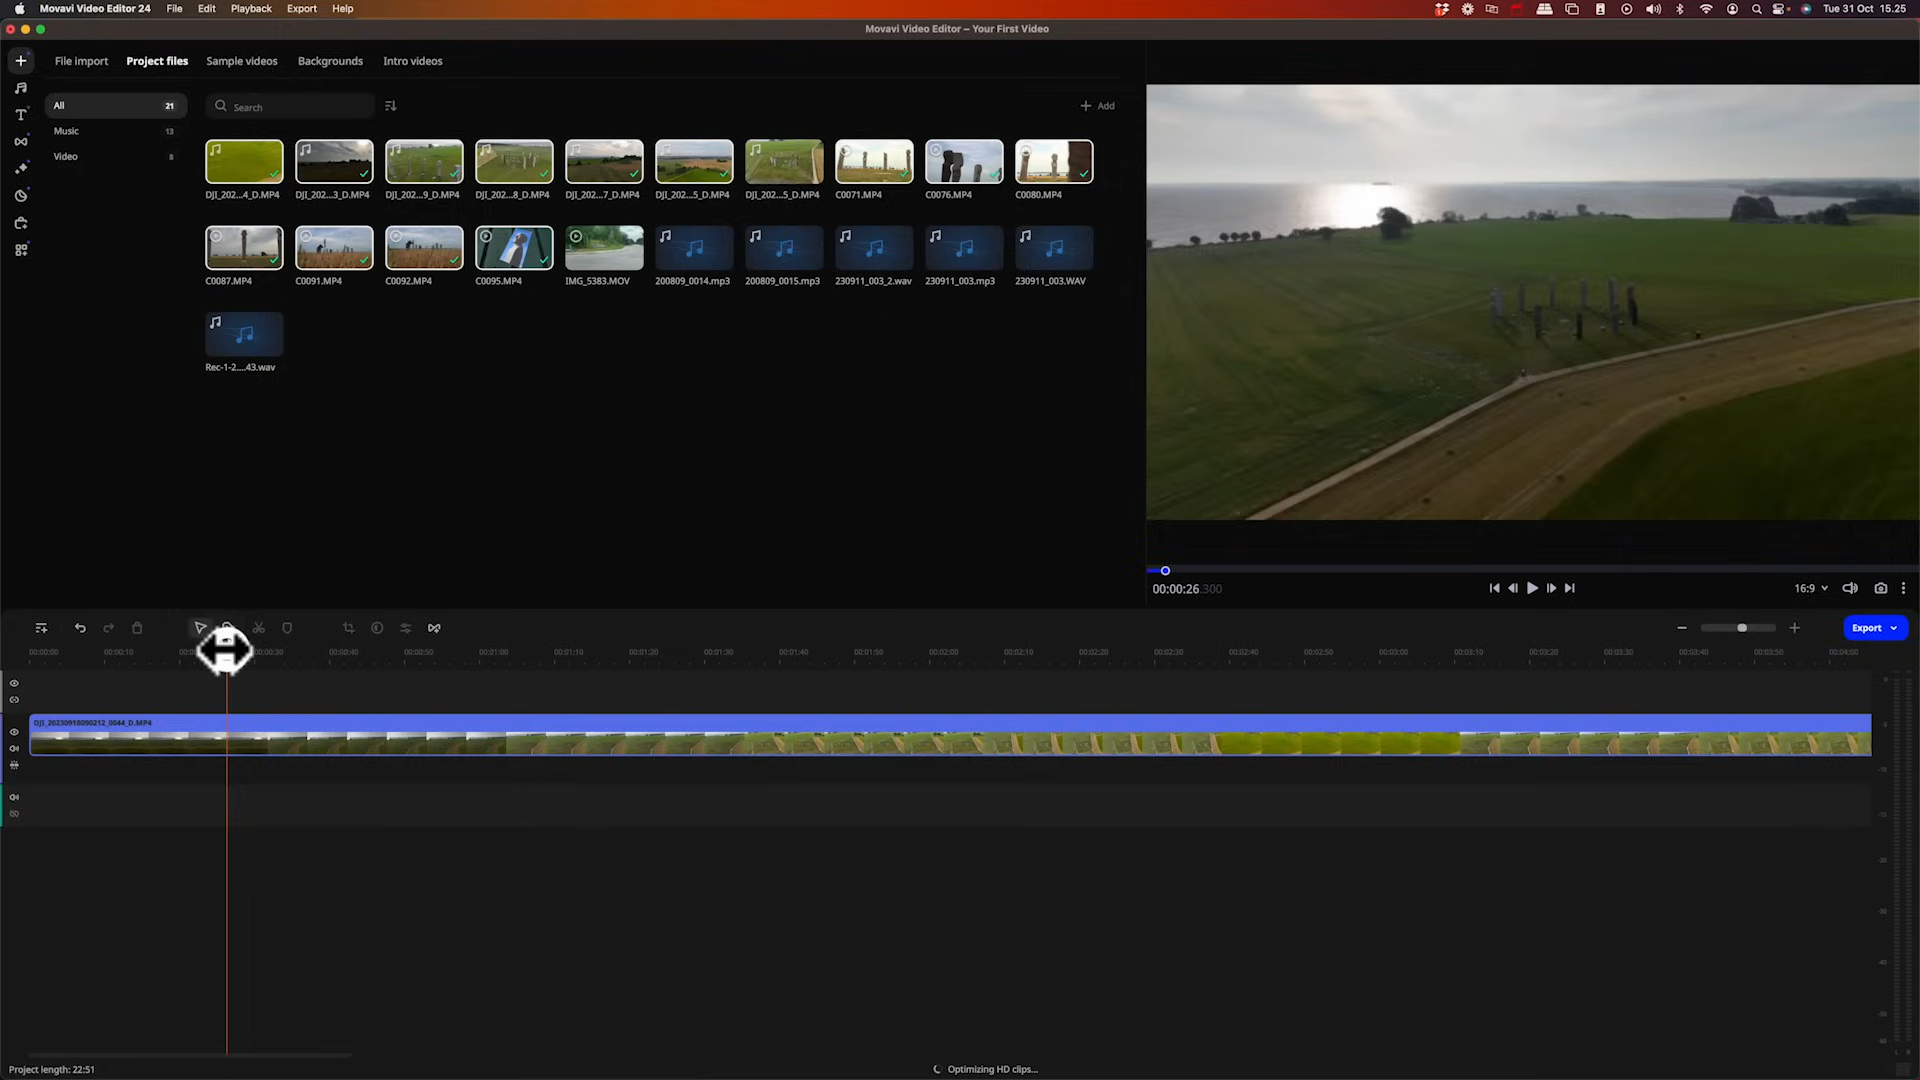 Movavi Video Editor 24 File Edit Playback Export Help Tue 31 Oct 15.25
Movavi Video Editor – Your First Video
File import Project files Sample videos Backgrounds Intro videos
All 21
Search
Add
Music 13
Video 8
DJI_202...4_D.MP4 DJI_202...3_D.MP4 DJI_202...9_D.MP4 DJI_202...8_D.MP4 DJI_202...7_D.MP4 DJI_202...5_D.MP4 DJI_202...5_D.MP4 C0071.MP4 C0076.MP4 C0080.MP4
C0087.MP4 C0091.MP4 C0092.MP4 C0095.MP4 IMG_5383.MOV 200809_0014.mp3 200809_0015.mp3 230911_003_2.wav 230911_003.mp3 230911_003.WAV
Rec-1-2....43.wav
00:00:26.300
16:9
Export
00:00:00 00:00:10 00:00:30 00:00:40 00:00:50 00:01:00 00:01:10 00:01:20 00:01:30 00:01:40 00:01:50 00:02:00 00:02:10 00:02:20 00:02:30 00:02:40 00:02:50 00:03:00 00:03:10 00:03:20 00:03:30 00:03:40 00:03:50 00:04:00
DJI_20230918090212_0044_D.MP4
0
-5
-10
-15
-20
-30
-40
-50
-60
L R
Project length: 22:51
Optimizing HD clips...